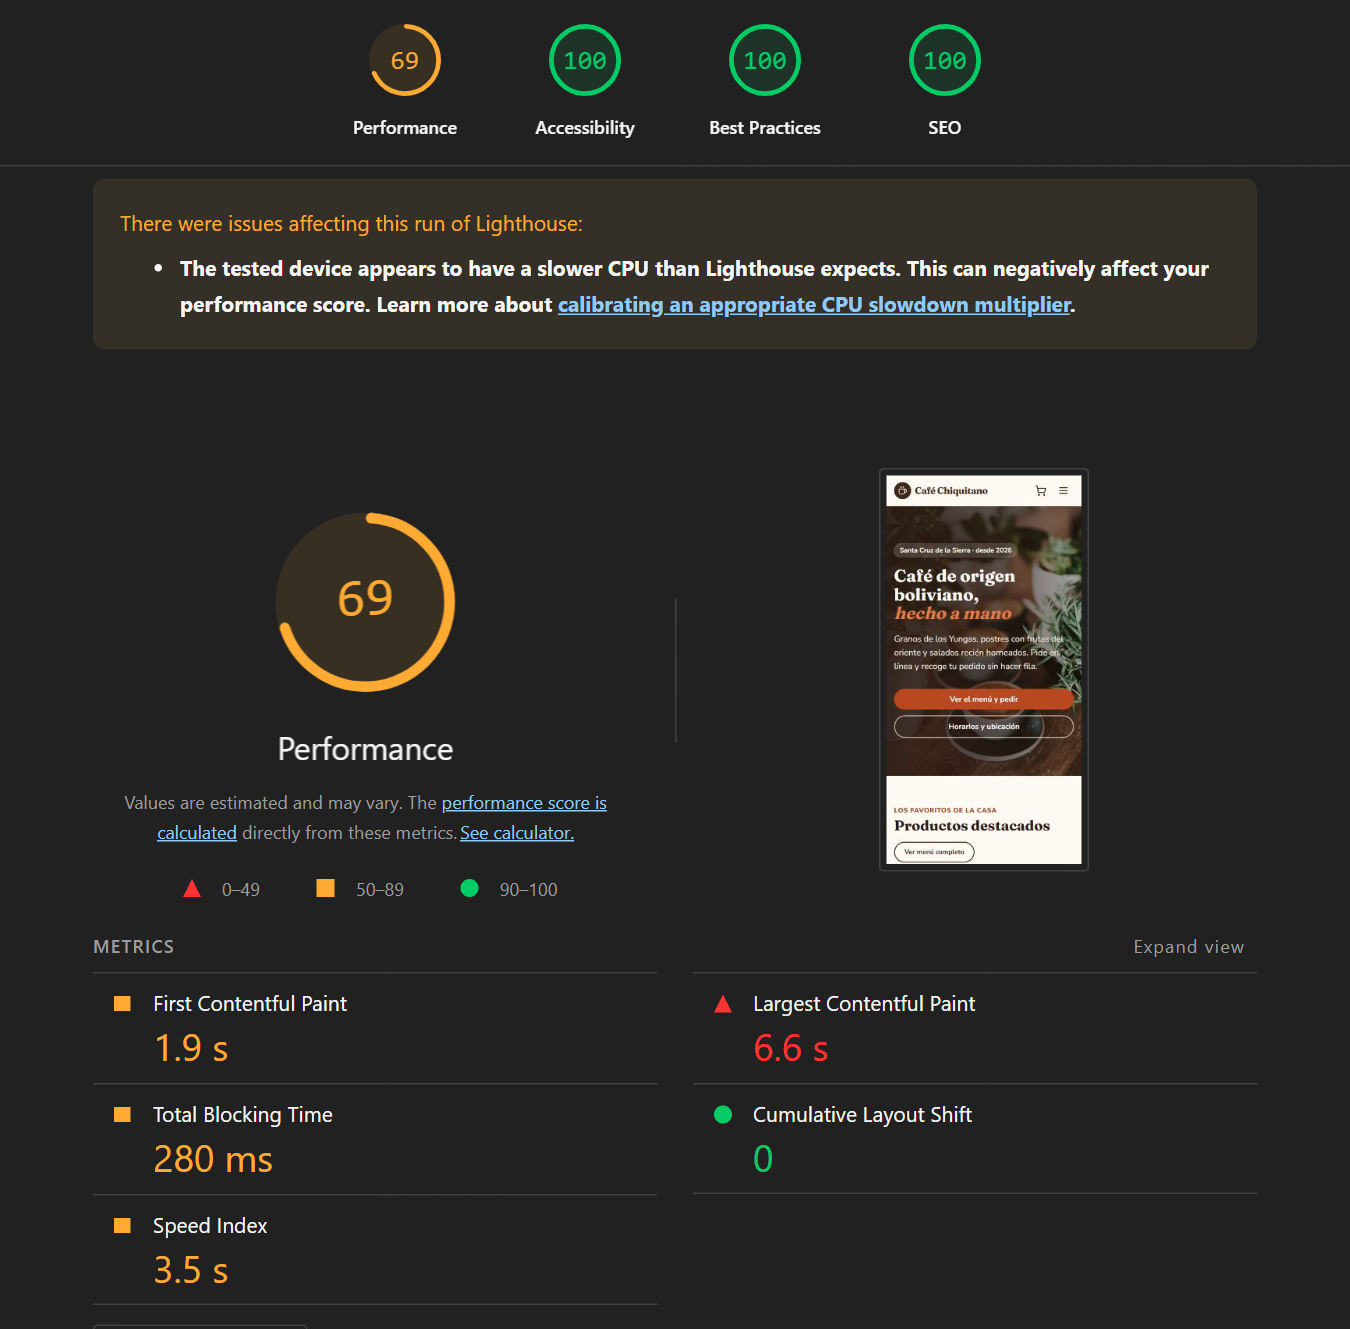 69
100
100
100
Performance
Accessibility
Best Practices
SEO
There were issues affecting this run of Lighthouse:
• The tested device appears to have a slower CPU than Lighthouse expects. This can negatively affect your
performance score. Learn more about calibrating an appropriate CPU slowdown multiplier.
69
Performance
Values are estimated and may vary. The performance score is
calculated directly from these metrics. See calculator.
0–49
50–89
90–100
Café Chiquitano
Santa Cruz de la Sierra · desde 2026
Café de origen
boliviano,
hecho a mano
Granos de los Yungas, postres con frutas del
oriente y salados recién horneados. Pide en
línea y recoge tu pedido sin hacer fila.
Ver el menú y pedir
Horarios y ubicación
LOS FAVORITOS DE LA CASA
Productos destacados
Ver menú completo
METRICS
Expand view
First Contentful Paint
1.9 s
Largest Contentful Paint
6.6 s
Total Blocking Time
280 ms
Cumulative Layout Shift
0
Speed Index
3.5 s